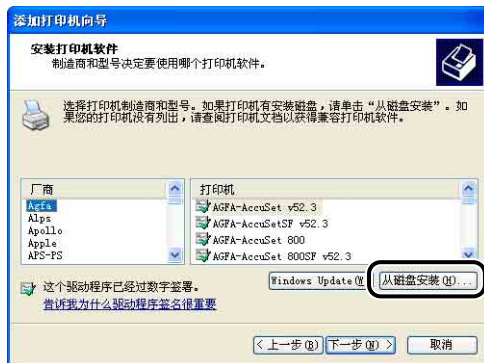 添加打印机向导
安装打印机软件
制造商和型号决定要使用哪个打印机软件。
选择打印机制造商和型号。如果打印机有安装磁盘，请单击“从磁盘安装”。如
果您的打印机没有列出，请查阅打印机文档以获得兼容打印机软件。
厂商
Agfa
Alps
Apollo
Apple
APS-PS
打印机
AGFA-AccuSet v52.3
AGFA-AccuSetSF v52.3
AGFA-AccuSet 800
AGFA-AccuSet 800SF v52.3
这个驱动程序已经过数字签署。
告诉我为什么驱动程序签名很重要
Windows Update(W
从磁盘安装(H)...
< 上一步(B)
下一步(N) >
取消